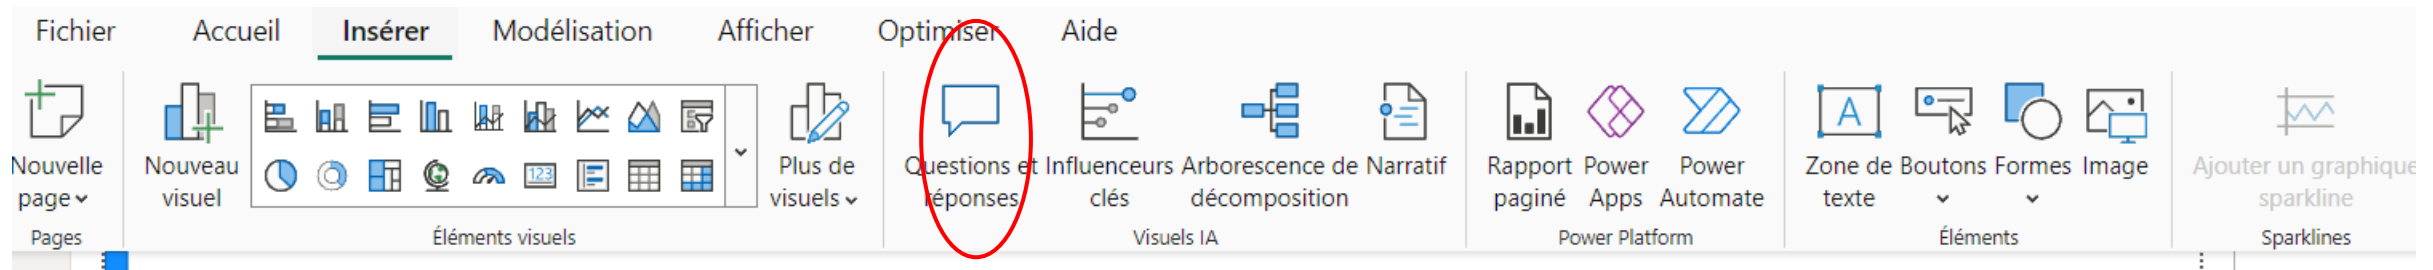 Fichier Accueil Insérer Modélisation Afficher Optimiser Aide
Nouvelle page
Nouveau visuel
123
Plus de visuels
Questions et réponses
Influenceurs clés
Arborescence de décomposition
Narratif
Rapport paginé
Power Apps
Power Automate
A
Zone de texte
Boutons
Formes
Image
Ajouter un graphique sparkline
Pages Éléments visuels Visuels IA Power Platform Éléments Sparklines